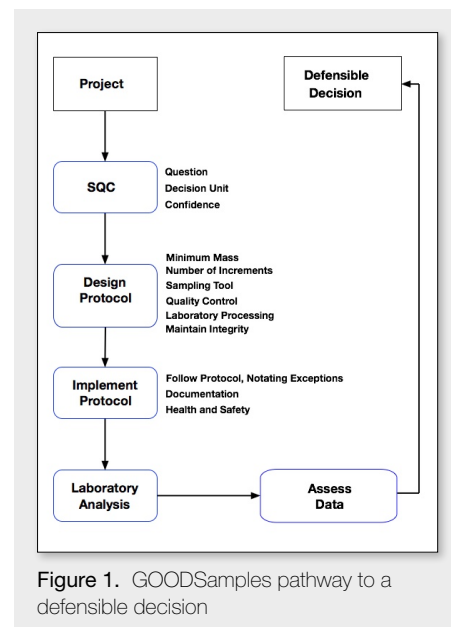 Project
Defensible
Decision
SQC
Question
Decision Unit
Confidence
Design
Protocol
Minimum Mass
Number of Increments
Sampling Tool
Quality Control
Laboratory Processing
Maintain Integrity
Implement
Protocol
Follow Protocol, Notating Exceptions
Documentation
Health and Safety
Laboratory
Analysis
Assess
Data
Figure 1. GOODSamples pathway to a
defensible decision